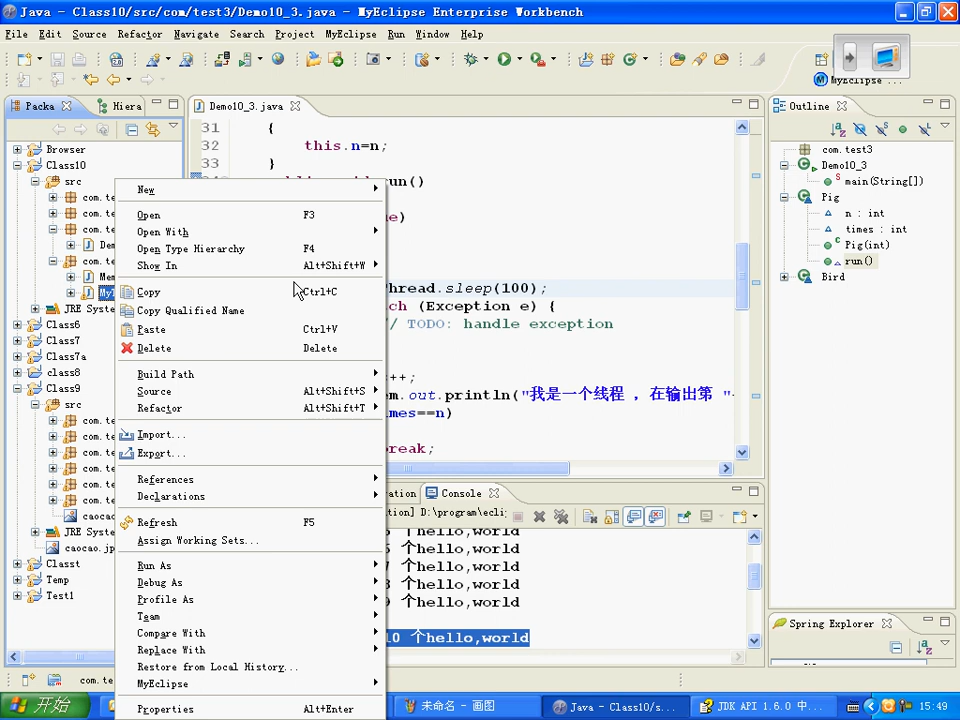 Java - Class10/src/com/test3/Demo10_3.java - MyEclipse Enterprise Workbench
File Edit Source Refactor Navigate Search Project MyEclipse Run Window Help
MyEclipse ...
Packa Hiera
Demo10_3.java
Outline
Browser
Class10
src
com.te
com.te
com.te
com.te
JRE Syste
Class6
Class7
Class7a
class8
Class9
src
com.te
com.te
com.te
com.te
com.te
com.te
caocao
JRE Syste
caocao.jp
Classt
Temp
Test1
New
Open F3
Open With
Open Type Hierarchy F4
Show In Alt+Shift+W
Copy Ctrl+C
Copy Qualified Name
Paste Ctrl+V
Delete Delete
Build Path
Source Alt+Shift+S
Refactor Alt+Shift+T
Import...
Export...
References
Declarations
Refresh F5
Assign Working Sets...
Run As
Debug As
Profile As
Team
Compare With
Replace With
Restore from Local History...
MyEclipse
Properties Alt+Enter
31 {
32 this.n=n;
33 }
run()
hread.sleep(100);
ch (Exception e) {
// TODO: handle exception
++;
em.out.println("我是一个线程 , 在输出第 "
mes==n)
reak;
com.test3
Demo10_3
main(String[])
Pig
n : int
times : int
Pig(int)
run()
Bird
ation Console
tion] D:\program\ecli
个hello,world
个hello,world
个hello,world
个hello,world
个hello,world
10 个hello,world
Spring Explorer
com.te
开始
未命名 - 画图
Java - Class10/s...
JDK API 1.6.0 中...
15:49